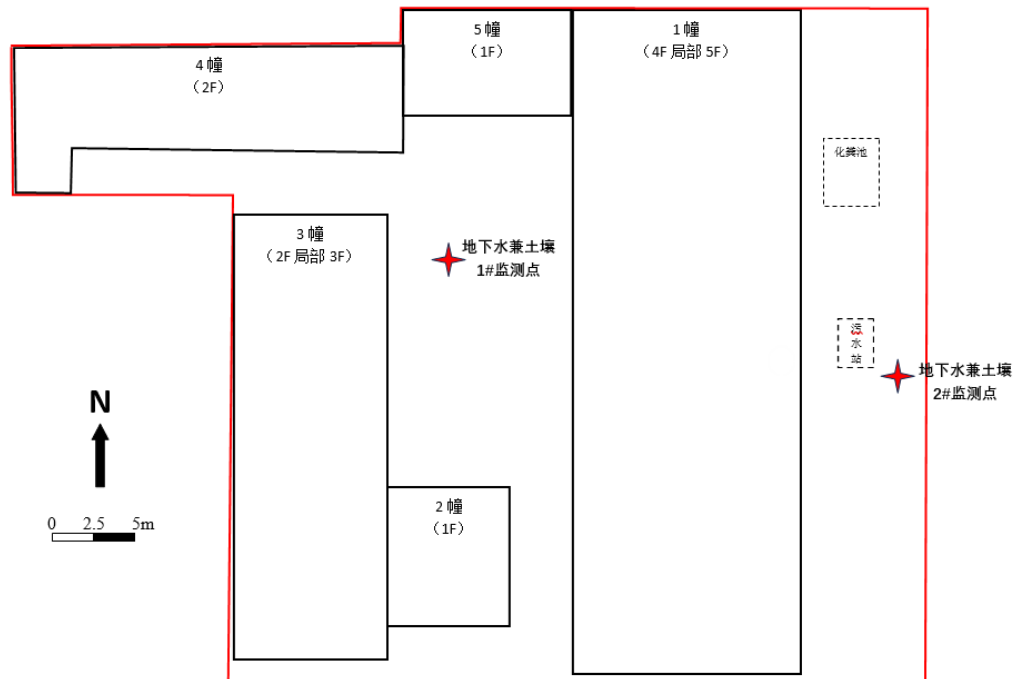 5 幢
（1F）
1 幢
（4F 局部 5F）
4 幢
（2F）
化粪池
3 幢
（2F 局部 3F）
地下水兼土壤
1#监测点
污
水
站
地下水兼土壤
2#监测点
N
0 2.5 5m
2 幢
（1F）